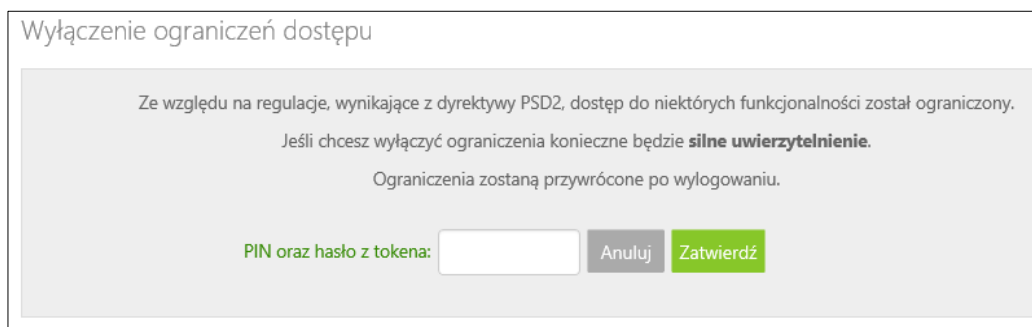 Wyłączenie ograniczeń dostępu
Ze względu na regulacje, wynikające z dyrektywy PSD2, dostęp do niektórych funkcjonalności został ograniczony.
Jeśli chcesz wyłączyć ograniczenia konieczne będzie silne uwierzytelnienie.
Ograniczenia zostaną przywrócone po wylogowaniu.
PIN oraz hasło z tokena: Anuluj Zatwierdź